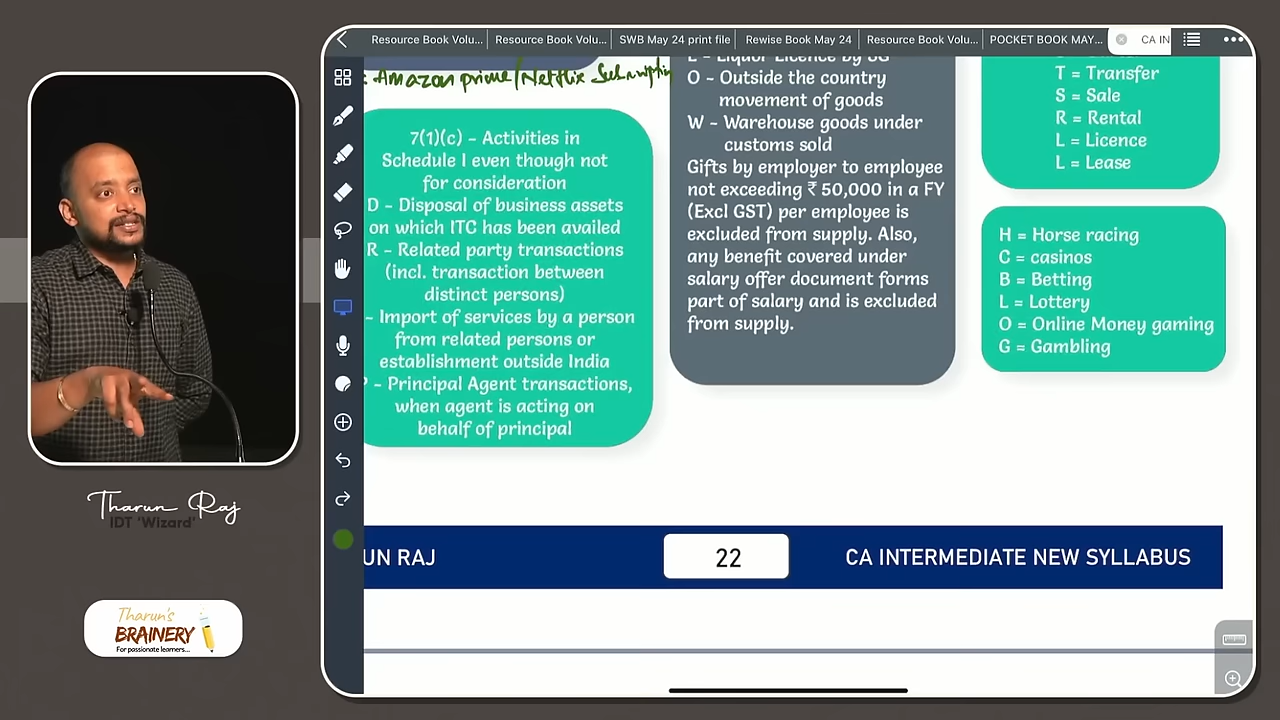 Resource Book Volu...
Resource Book Volu...
SWB May 24 print file
Rewise Book May 24
Resource Book Volu...
POCKET BOOK MAY...
CA IN
: Amazon prime/Netflix Subscription
7(1)(c) - Activities in
Schedule I even though not
for consideration
D - Disposal of business assets
on which ITC has been availed
R - Related party transactions
(incl. transaction between
distinct persons)
- Import of services by a person
from related persons or
establishment outside India
P - Principal Agent transactions,
when agent is acting on
behalf of principal
L - Liquor Licence by SG
O - Outside the country
movement of goods
W - Warehouse goods under
customs sold
Gifts by employer to employee
not exceeding ₹ 50,000 in a FY
(Excl GST) per employee is
excluded from supply. Also,
any benefit covered under
salary offer document forms
part of salary and is excluded
from supply.
T = Transfer
S = Sale
R = Rental
L = Licence
L = Lease
H = Horse racing
C = casinos
B = Betting
L = Lottery
O = Online Money gaming
G = Gambling
UN RAJ
22
CA INTERMEDIATE NEW SYLLABUS
Tharun Raj
IDT 'Wizard'
Tharun's
BRAINERY
For passionate learners...